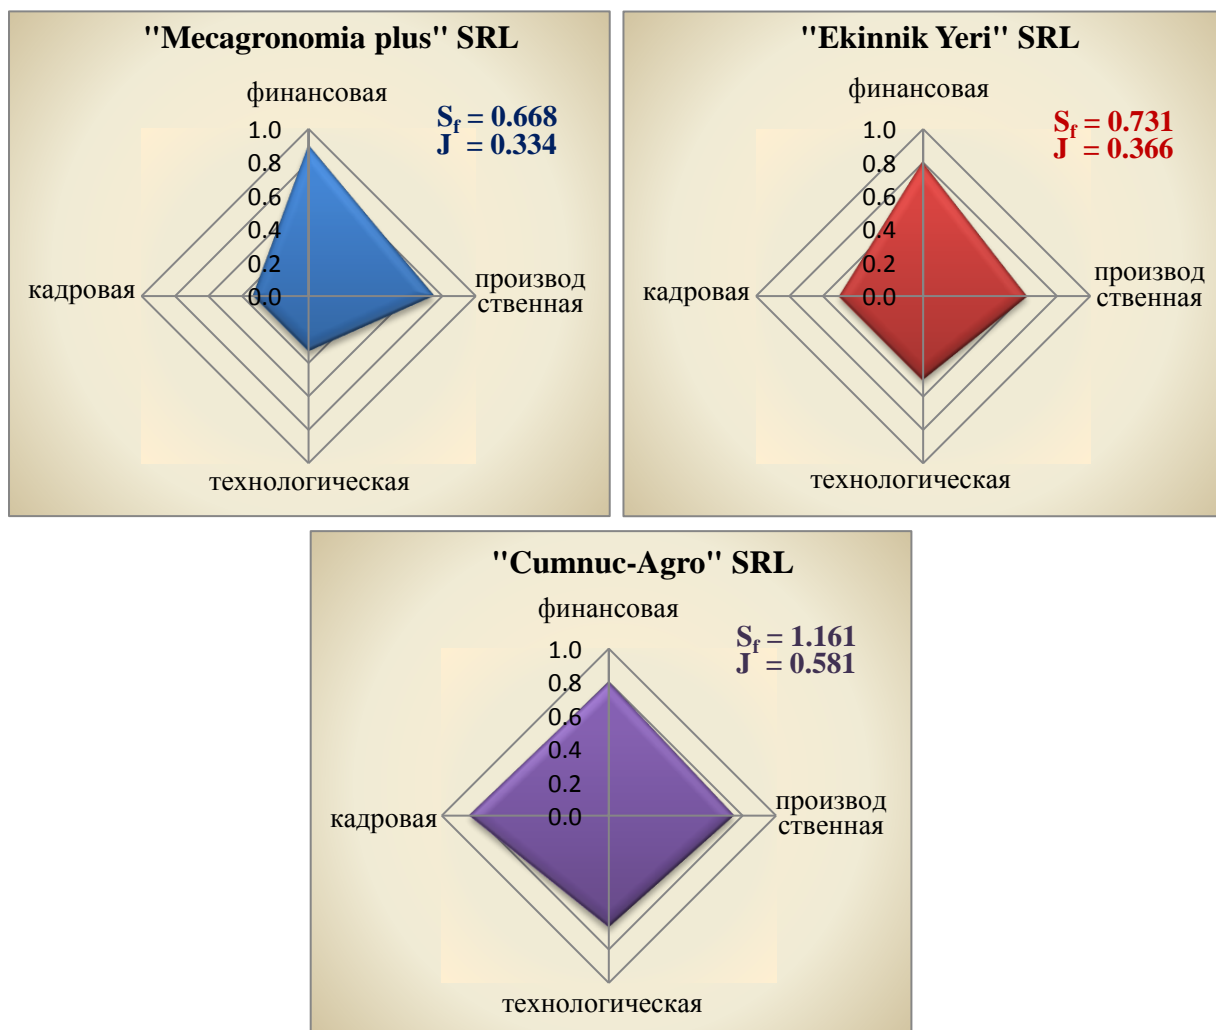 "Mecagronomia plus" SRL
финансовая
S_f = 0.668
J = 0.334
1.0
0.8
0.6
0.4
0.2
0.0
кадровая
производ
ственная
технологическая
"Ekinnik Yeri" SRL
финансовая
S_f = 0.731
J = 0.366
1.0
0.8
0.6
0.4
0.2
0.0
кадровая
производ
ственная
технологическая
"Cumnuc-Agro" SRL
финансовая
S_f = 1.161
J = 0.581
1.0
0.8
0.6
0.4
0.2
0.0
кадровая
производ
ственная
технологическая